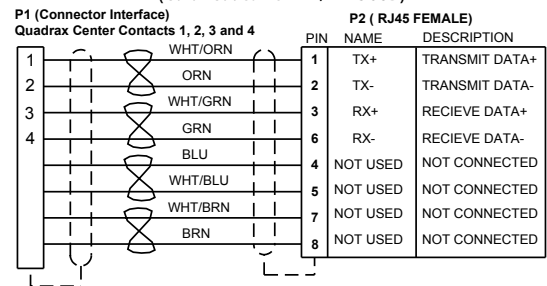 P1 (Connector Interface)
Quadrax Center Contacts 1, 2, 3 and 4
P2 ( RJ45 FEMALE)
PIN NAME DESCRIPTION
1 WHT/ORN 1 TX+ TRANSMIT DATA+
2 ORN 2 TX- TRANSMIT DATA-
3 WHT/GRN 3 RX+ RECIEVE DATA+
4 GRN 6 RX- RECIEVE DATA-
BLU 4 NOT USED NOT CONNECTED
WHT/BLU 5 NOT USED NOT CONNECTED
WHT/BRN 7 NOT USED NOT CONNECTED
BRN 8 NOT USED NOT CONNECTED